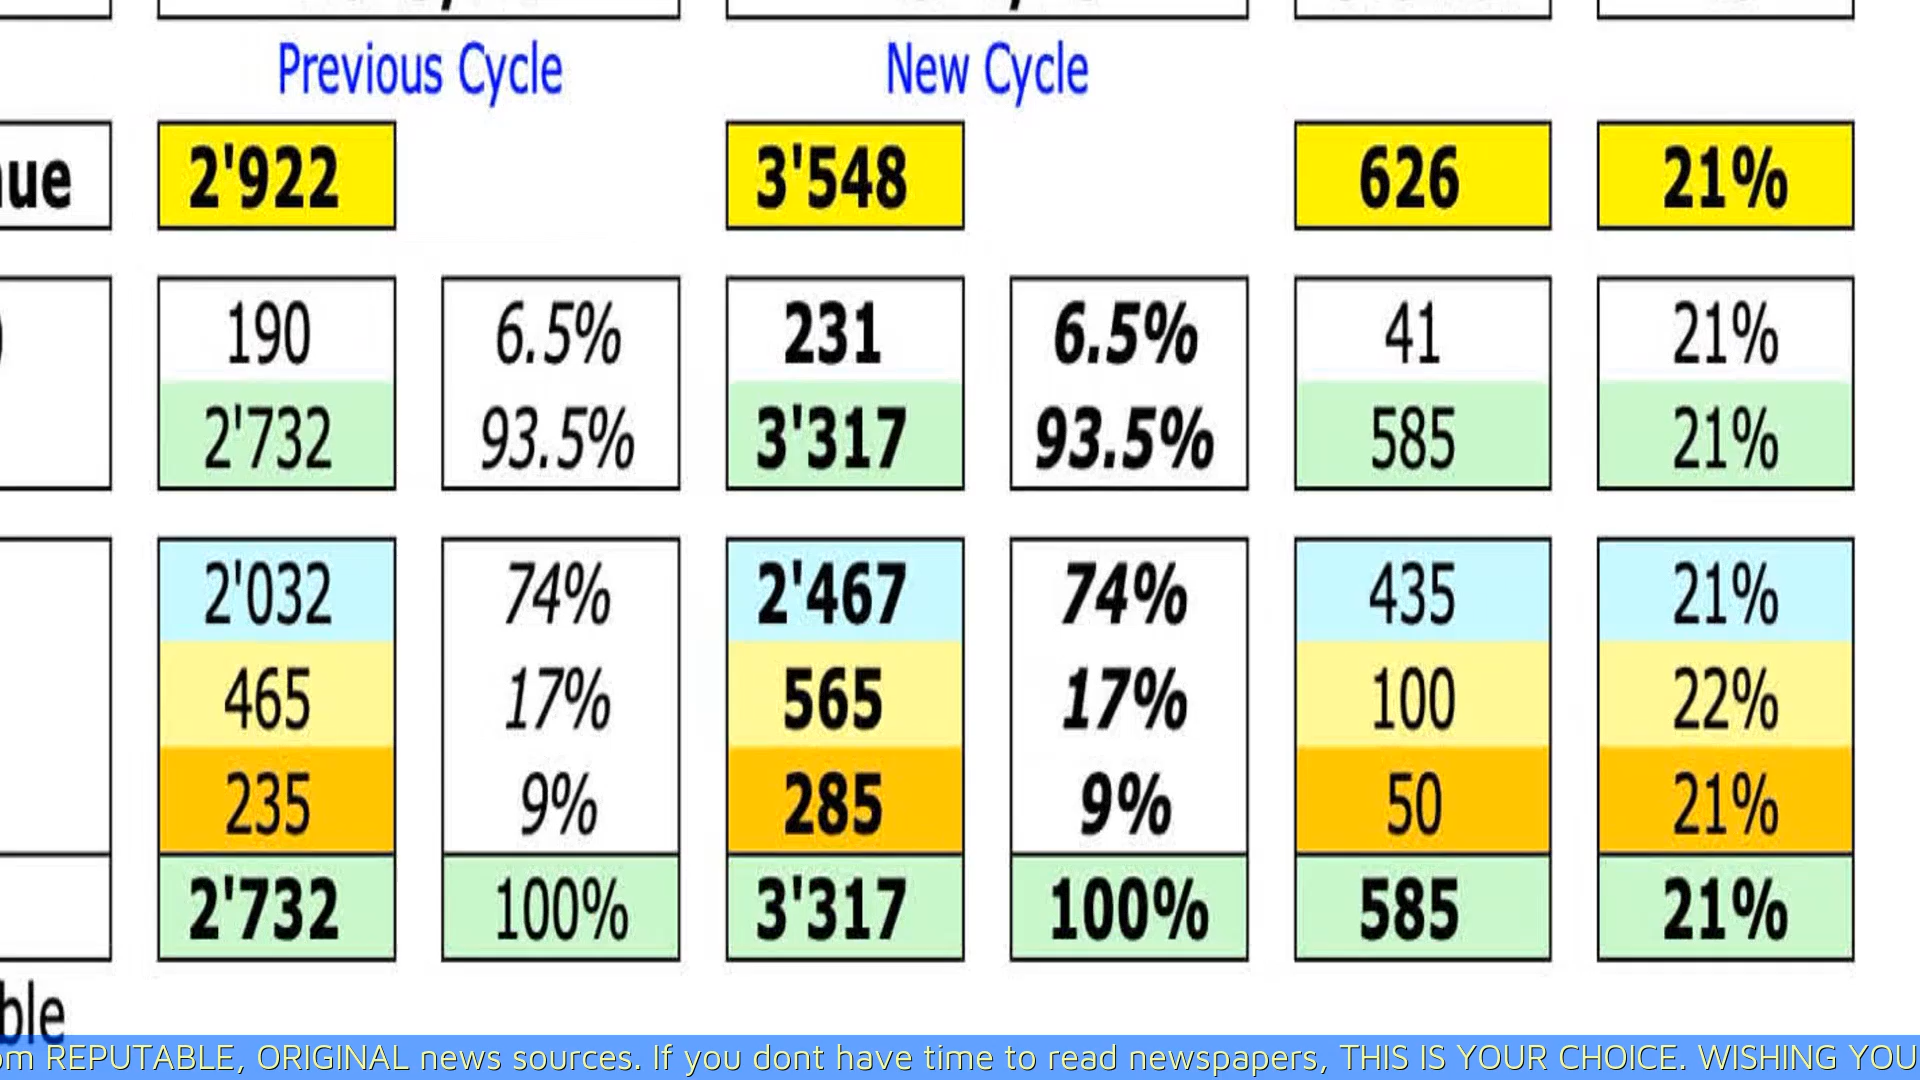 Previous Cycle New Cycle
2'922 3'548 626 21%
190 6.5% 231 6.5% 41 21%
2'732 93.5% 3'317 93.5% 585 21%
2'032 74% 2'467 74% 435 21%
465 17% 565 17% 100 22%
235 9% 285 9% 50 21%
2'732 100% 3'317 100% 585 21%
REPUTABLE, ORIGINAL news sources. If you dont have time to read newspapers, THIS IS YOUR CHOICE. WISHING YOU